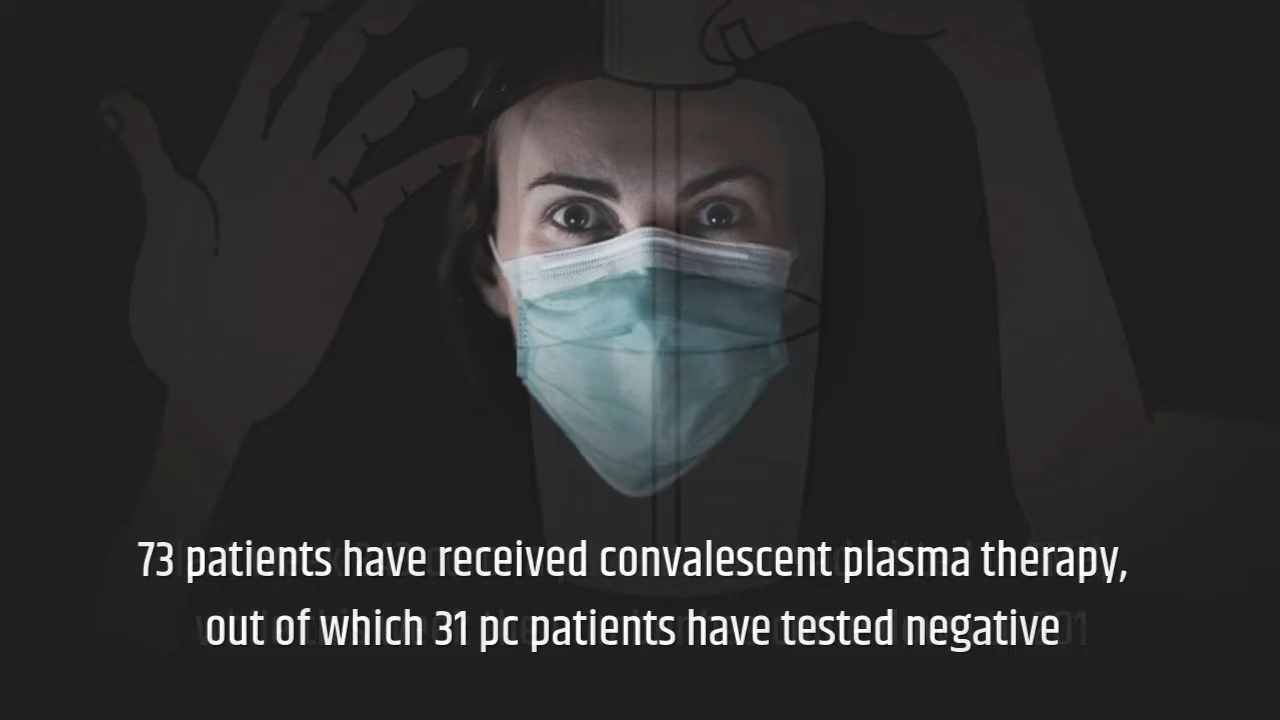 73 patients have received convalescent plasma therapy,
out of which 31 pc patients have tested negative